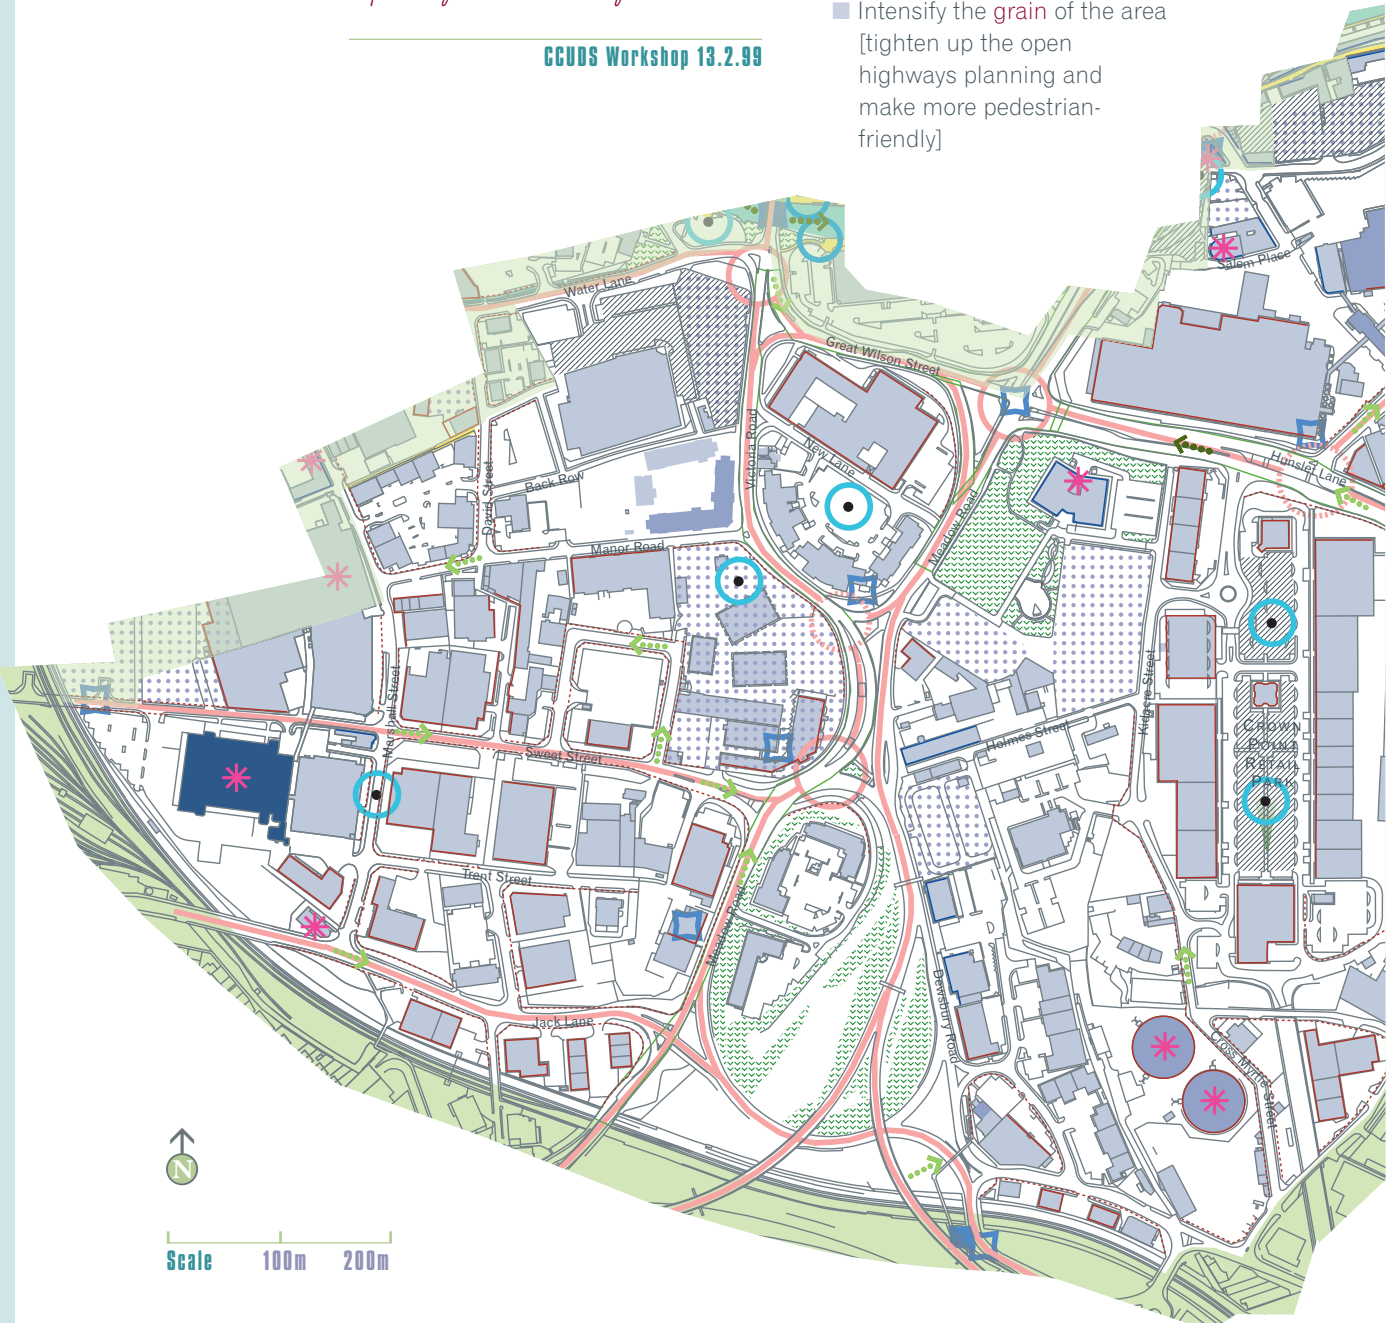 CCUDS Workshop 13.2.99
Intensify the grain of the area
[tighten up the open
highways planning and
make more pedestrian-
friendly]
Salem Place
Water Lane
Great Wilson Street
Victoria Road
New Lane
Hunslet Lane
David Street
Back Row
Meadow Road
Manor Road
Marshall Street
Kidacre Street
Holmes Street
Crown
Point
Retail
Park
Sweet Street
Trent Street
Meadow Road
Dewsbury Road
Jack Lane
Cross Myrtle Street
N
Scale 100m 200m